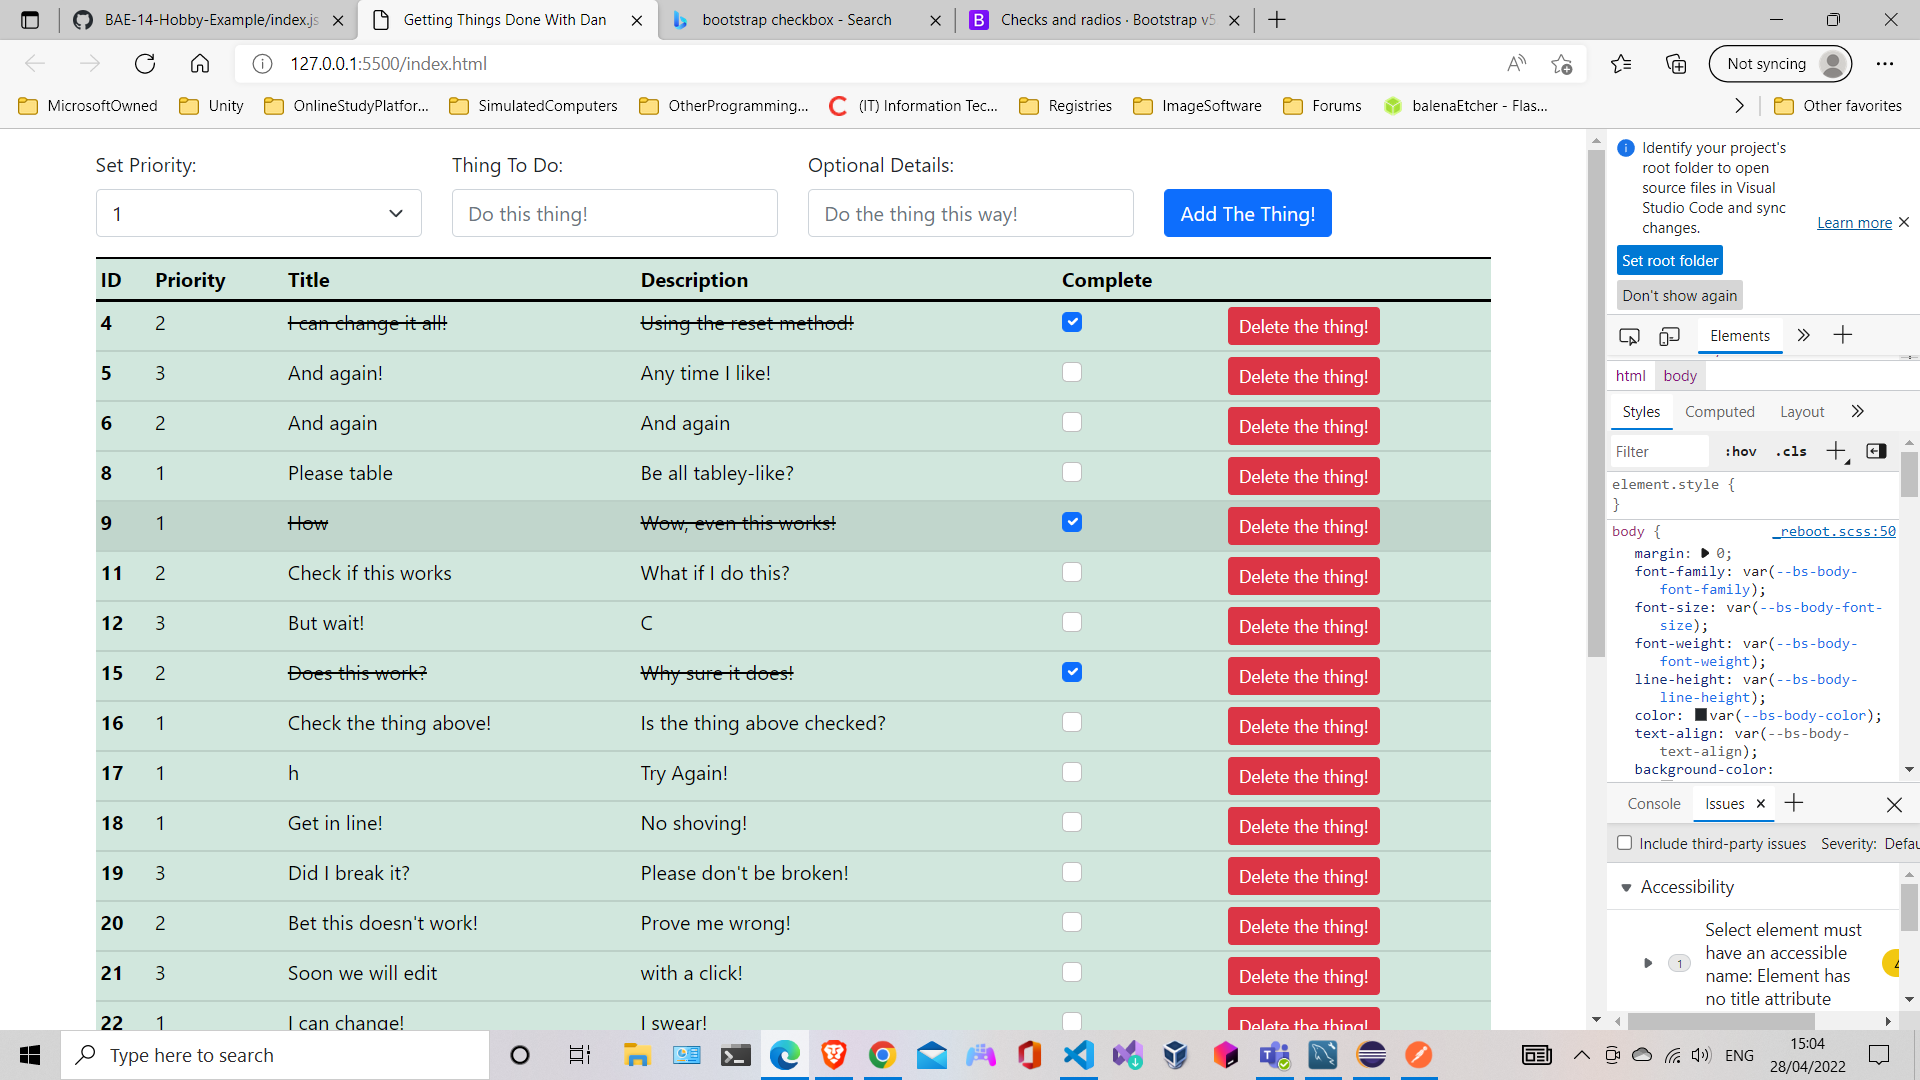 BAE-14-Hobby-Example/index.js
Getting Things Done With Dan
bootstrap checkbox - Search
Checks and radios · Bootstrap v5
127.0.0.1:5500/index.html
Not syncing
MicrosoftOwned
Unity
OnlineStudyPlatfor...
SimulatedComputers
OtherProgramming...
(IT) Information Tec...
Registries
ImageSoftware
Forums
balenaEtcher - Flas...
Other favorites
Set Priority:
Thing To Do:
Optional Details:
1
Do this thing!
Do the thing this way!
Add The Thing!
ID Priority Title Description Complete
4 2 I can change it all! Using the reset method! Delete the thing!
5 3 And again! Any time I like! Delete the thing!
6 2 And again And again Delete the thing!
8 1 Please table Be all tabley-like? Delete the thing!
9 1 How Wow, even this works! Delete the thing!
11 2 Check if this works What if I do this? Delete the thing!
12 3 But wait! C Delete the thing!
15 2 Does this work? Why sure it does! Delete the thing!
16 1 Check the thing above! Is the thing above checked? Delete the thing!
17 1 h Try Again! Delete the thing!
18 1 Get in line! No shoving! Delete the thing!
19 3 Did I break it? Please don't be broken! Delete the thing!
20 2 Bet this doesn't work! Prove me wrong! Delete the thing!
21 3 Soon we will edit with a click! Delete the thing!
22 1 I can change! I swear! Delete the thing!
Identify your project's
root folder to open
source files in Visual
Studio Code and sync
changes.
Learn more
Set root folder
Don't show again
Elements
html body
Styles Computed Layout
Filter :hov .cls
element.style {
}
body { _reboot.scss:50
margin: 0;
font-family: var(--bs-body-
font-family);
font-size: var(--bs-body-font-
size);
font-weight: var(--bs-body-
font-weight);
line-height: var(--bs-body-
line-height);
color: var(--bs-body-color);
text-align: var(--bs-body-
text-align);
background-color:
Console Issues
Include third-party issues Severity: Defau
Accessibility
1
Select element must
have an accessible
name: Element has
no title attribute
Type here to search
ENG
15:04
28/04/2022